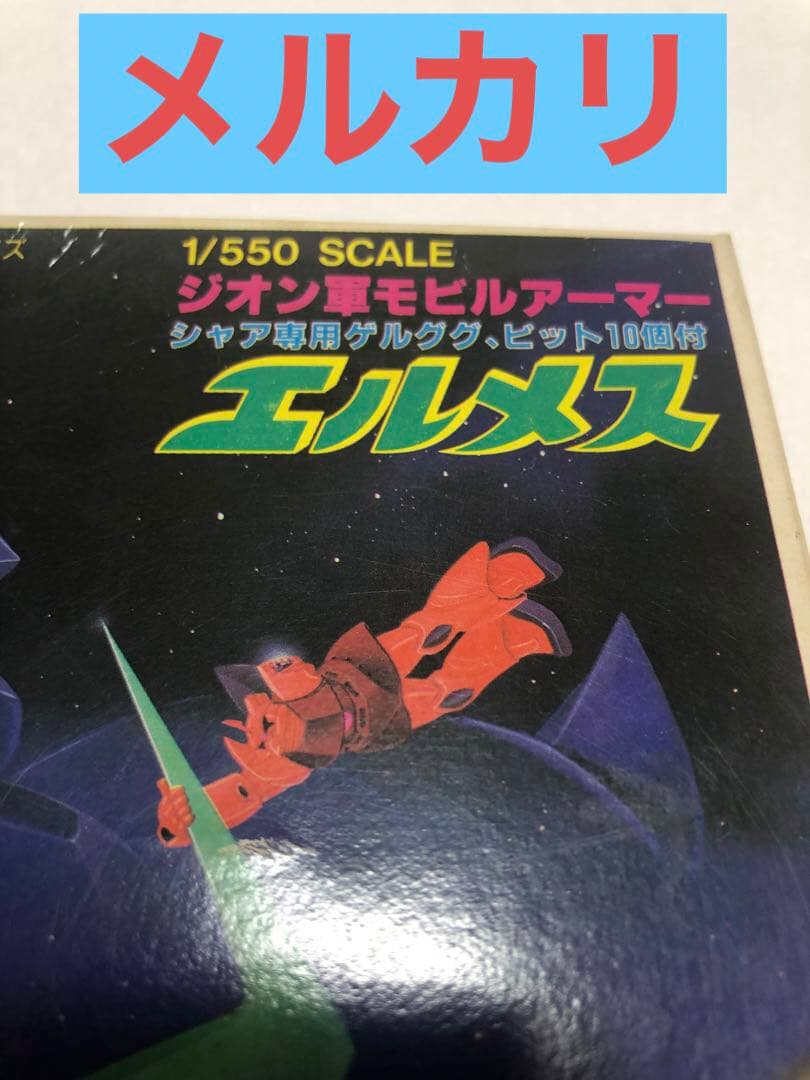 メルカリ
ズ
1/550 SCALE
ジオン軍モビルアーマー
シャア専用ゲルググ、ビット10個付
エルメス